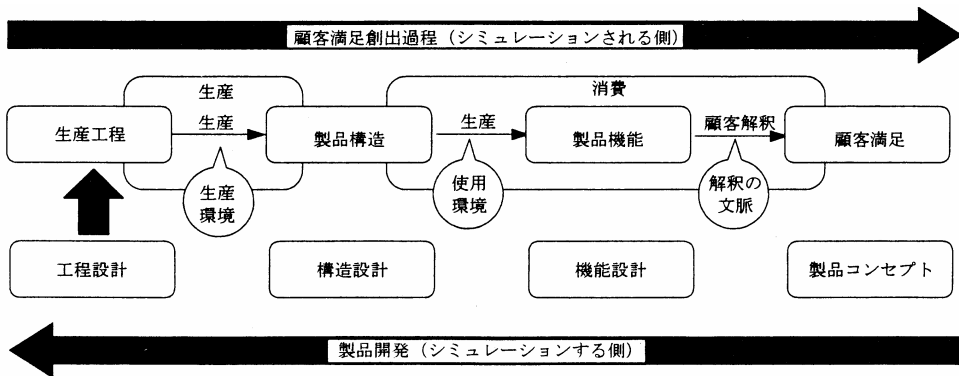 顧客満足創出過程（シミュレーションされる側）
生産
消費
生産工程
生産
製品構造
生産
製品機能
顧客解釈
顧客満足
生産
環境
使用
環境
解釈の
文脈
工程設計
構造設計
機能設計
製品コンセプト
製品開発（シミュレーションする側）